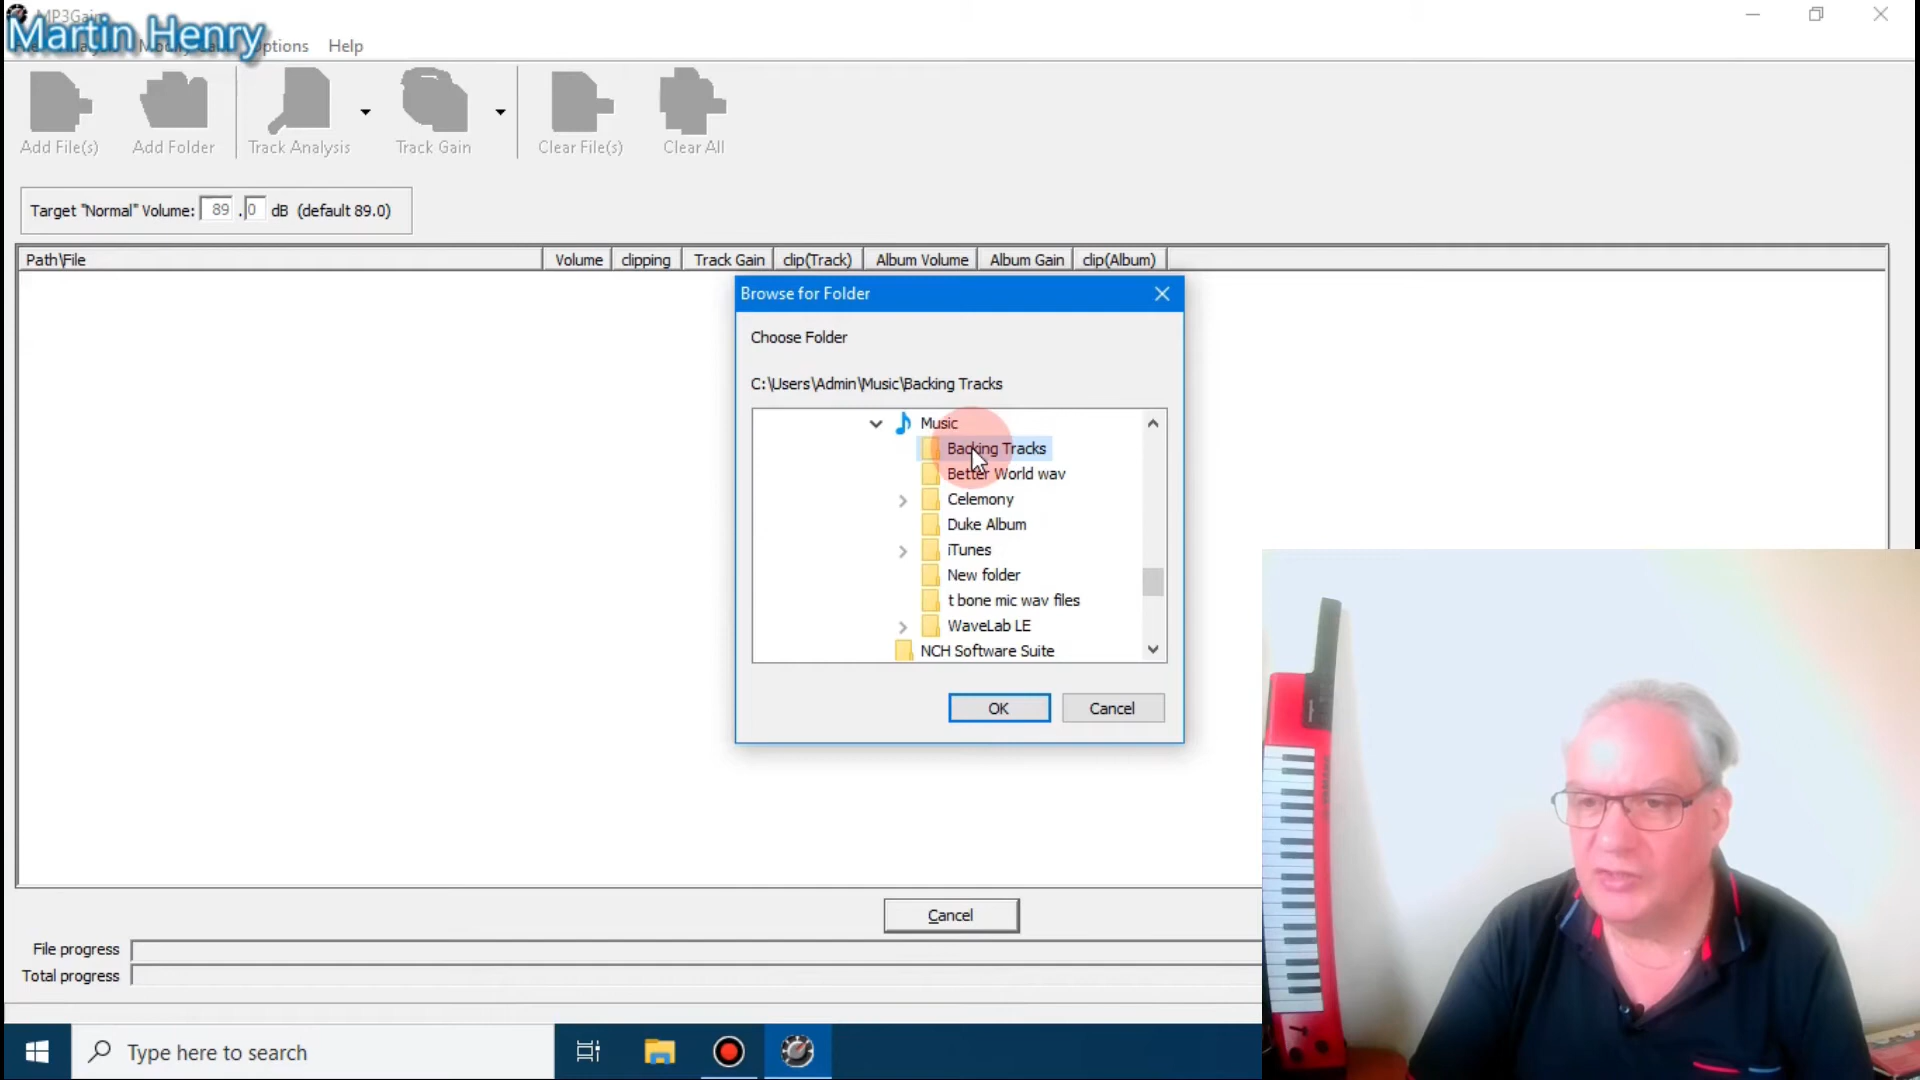 MP3Gain
Martin Henry
Options Help
Add File(s) Add Folder Track Analysis Track Gain Clear File(s) Clear All
Target "Normal" Volume: 89 . 0 dB (default 89.0)
Path\File Volume clipping Track Gain clip(Track) Album Volume Album Gain clip(Album)
Browse for Folder
Choose Folder
C:\Users\Admin\Music\Backing Tracks
Music
Backing Tracks
Better World wav
Celemony
Duke Album
iTunes
New folder
t bone mic wav files
WaveLab LE
NCH Software Suite
OK Cancel
Cancel
File progress
Total progress
Type here to search